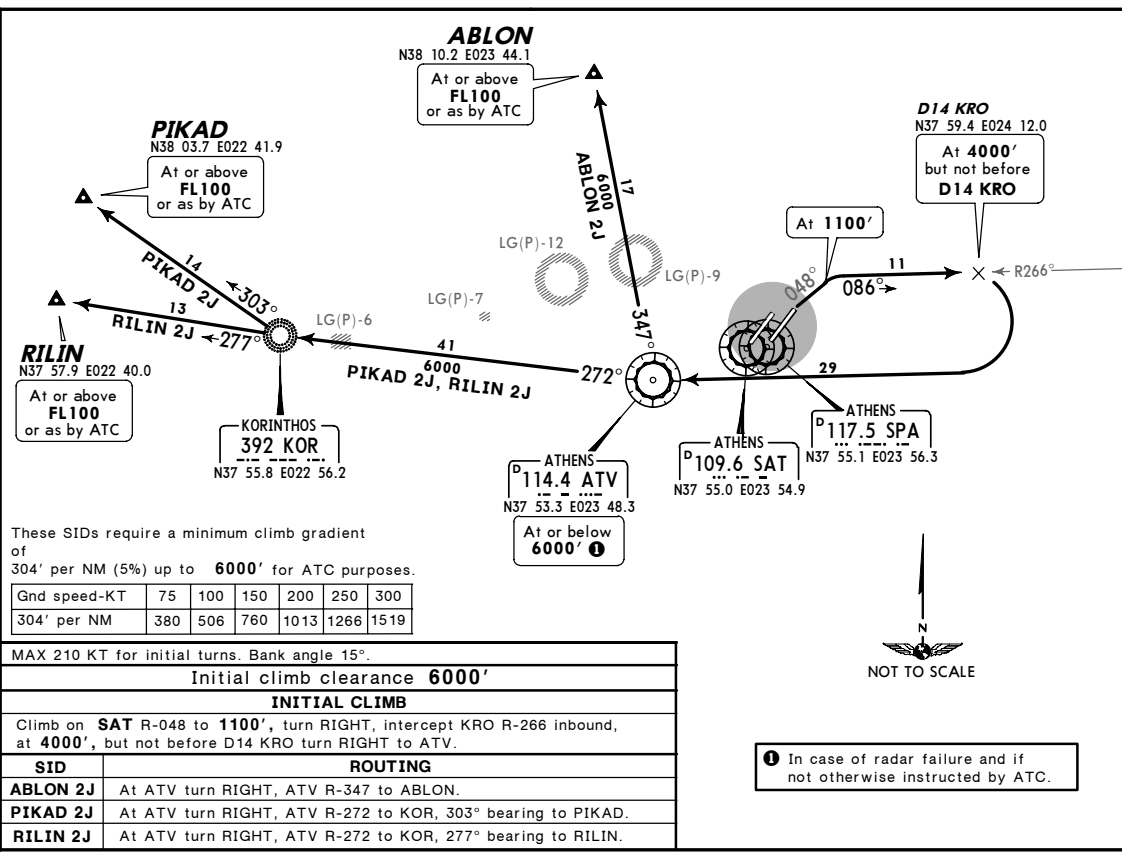 ABLON
N38 10.2 E023 44.1
At or above
FL100
or as by ATC
D14 KRO
N37 59.4 E024 12.0
At 4000′
but not before
D14 KRO
PIKAD
N38 03.7 E022 41.9
At or above
FL100
or as by ATC
17
6000
ABLON 2J
At 1100′
LG(P)-12
LG(P)-9
048°
11
086°
R266°
14
PIKAD 2J
303°
LG(P)-7
13
RILIN 2J
277°
LG(P)-6
347°
RILIN
N37 57.9 E022 40.0
At or above
FL100
or as by ATC
41
6000
PIKAD 2J, RILIN 2J
272°
29
KORINTHOS
392 KOR
N37 55.8 E022 56.2
ATHENS
D 114.4 ATV
N37 53.3 E023 48.3
At or below
6000′ ❶
ATHENS
D 109.6 SAT
N37 55.0 E023 54.9
ATHENS
D 117.5 SPA
N37 55.1 E023 56.3
These SIDs require a minimum climb gradient
of
304′ per NM (5%) up to 6000′ for ATC purposes.
Gnd speed-KT 75 100 150 200 250 300
304′ per NM 380 506 760 1013 1266 1519
N
NOT TO SCALE
MAX 210 KT for initial turns. Bank angle 15°.
Initial climb clearance 6000′
INITIAL CLIMB
Climb on SAT R-048 to 1100′, turn RIGHT, intercept KRO R-266 inbound,
at 4000′, but not before D14 KRO turn RIGHT to ATV.
SID ROUTING
ABLON 2J At ATV turn RIGHT, ATV R-347 to ABLON.
PIKAD 2J At ATV turn RIGHT, ATV R-272 to KOR, 303° bearing to PIKAD.
RILIN 2J At ATV turn RIGHT, ATV R-272 to KOR, 277° bearing to RILIN.
❶ In case of radar failure and if
not otherwise instructed by ATC.